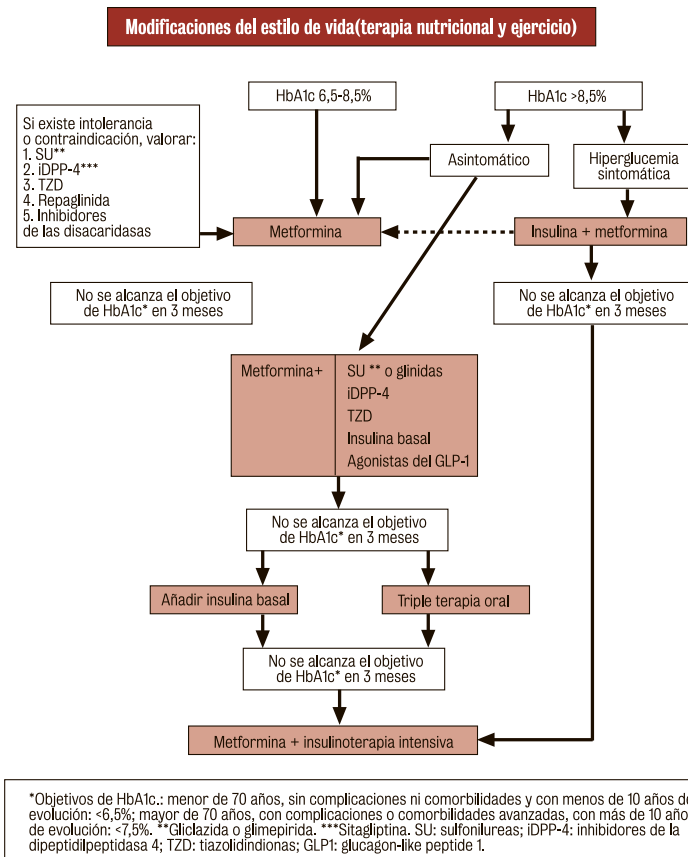 Modificaciones del estilo de vida(terapia nutricional y ejercicio)
HbA1c 6,5-8,5%
HbA1c >8,5%
Si existe intolerancia
o contraindicación, valorar:
1. SU**
2. iDPP-4***
3. TZD
4. Repaglinida
5. Inhibidores
de las disacaridasas
Asintomático
Hiperglucemia
sintomática
Metformina
Insulina + metformina
No se alcanza el objetivo
de HbA1c* en 3 meses
No se alcanza el objetivo
de HbA1c* en 3 meses
Metformina+
SU ** o glinidas
iDPP-4
TZD
Insulina basal
Agonistas del GLP-1
No se alcanza el objetivo
de HbA1c* en 3 meses
Añadir insulina basal
Triple terapia oral
No se alcanza el objetivo
de HbA1c* en 3 meses
Metformina + insulinoterapia intensiva
*Objetivos de HbA1c.: menor de 70 años, sin complicaciones ni comorbilidades y con menos de 10 años de
evolución: <6,5%; mayor de 70 años, con complicaciones o comorbilidades avanzadas, con más de 10 años
de evolución: <7,5%. **Gliclazida o glimepirida. ***Sitagliptina. SU: sulfonilureas; iDPP-4: inhibidores de la
dipeptidilpeptidasa 4; TZD: tiazolidindionas; GLP1: glucagon-like peptide 1.